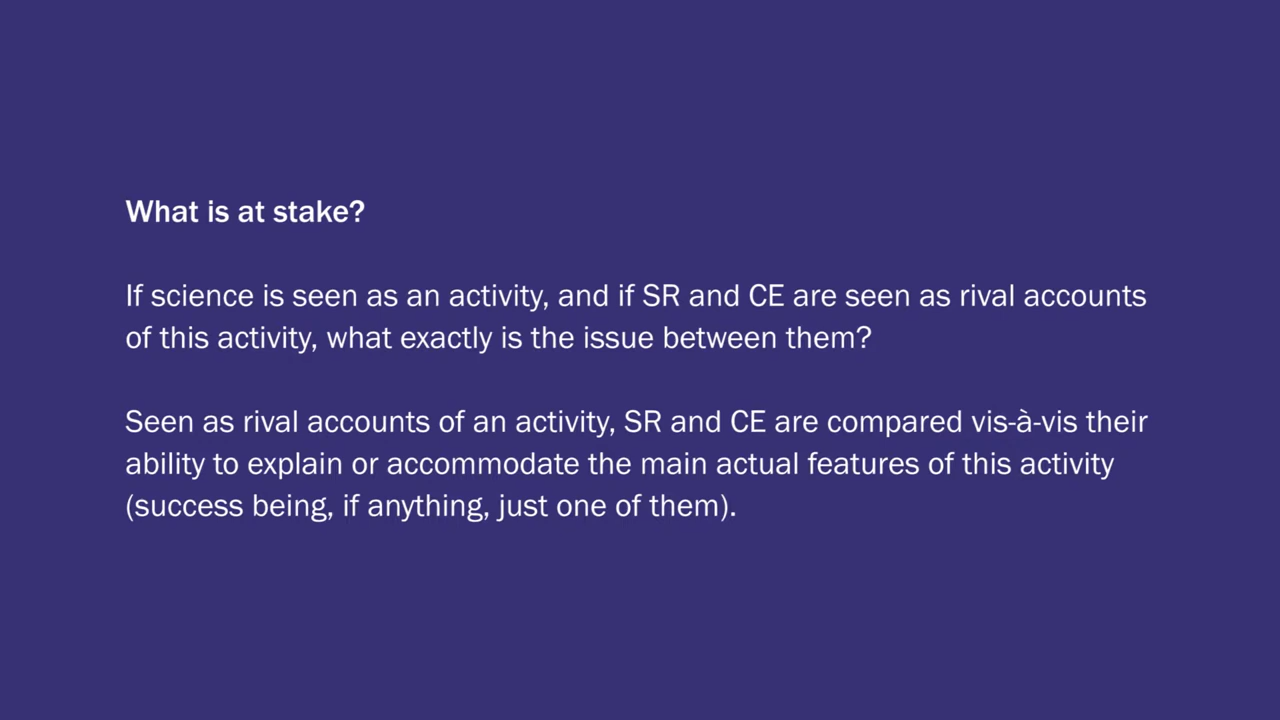 What is at stake?
If science is seen as an activity, and if SR and CE are seen as rival accounts
of this activity, what exactly is the issue between them?
Seen as rival accounts of an activity, SR and CE are compared vis-à-vis their
ability to explain or accommodate the main actual features of this activity
(success being, if anything, just one of them).